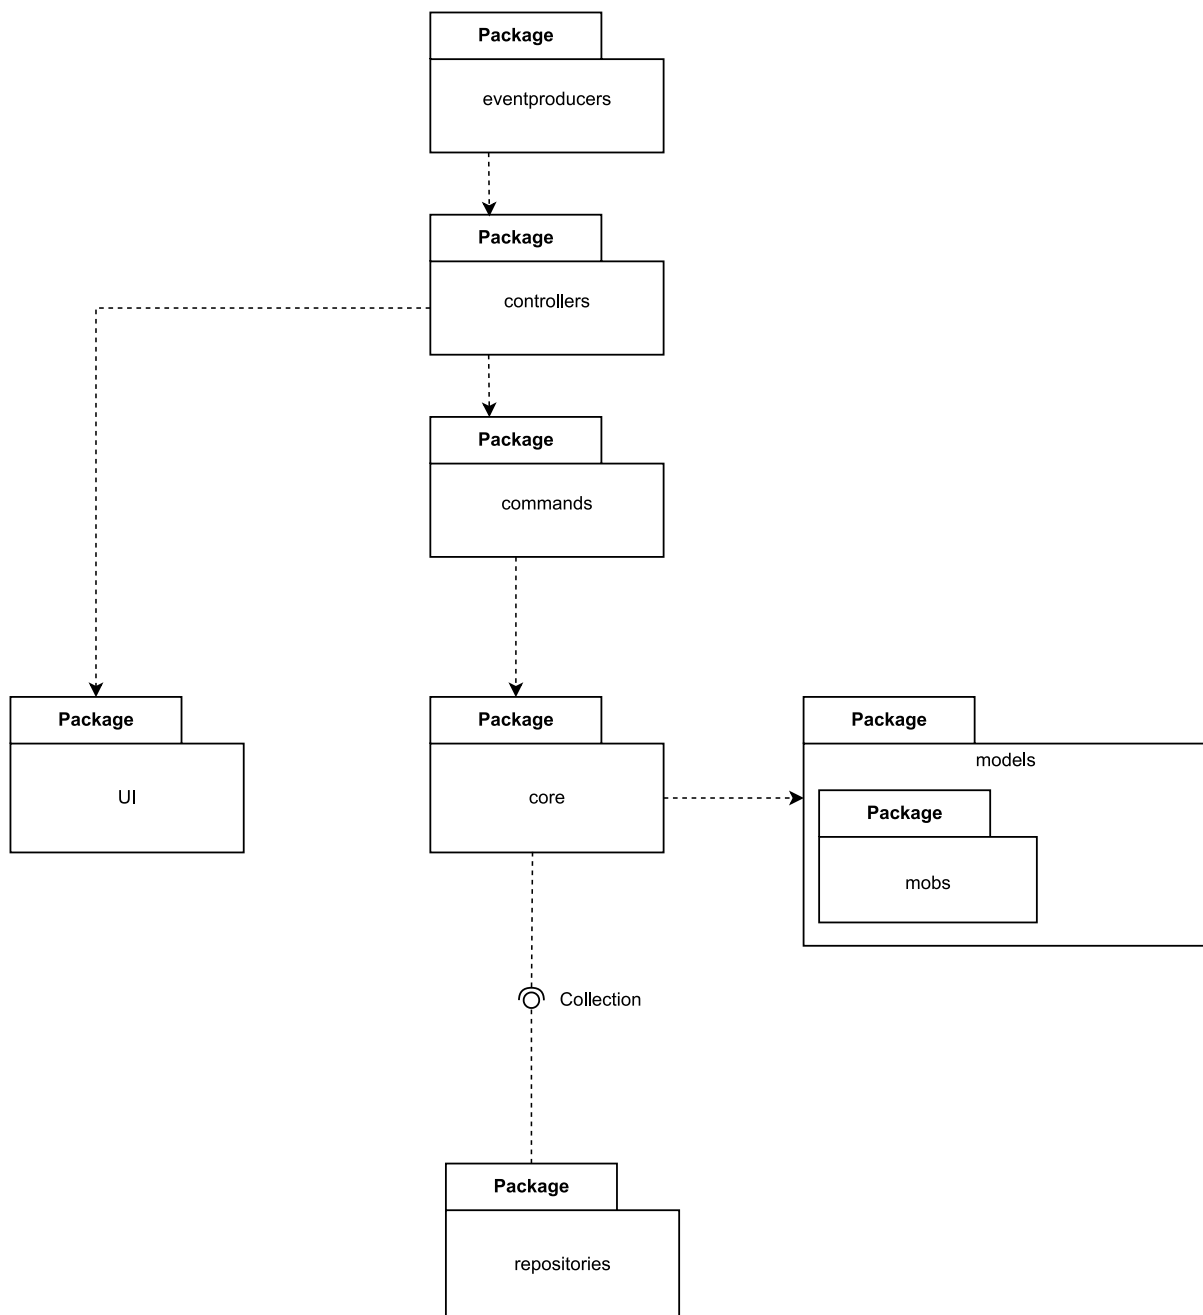 Package
eventproducers
Package
controllers
Package
commands
Package
UI
Package
core
Package
models
Package
mobs
Collection
Package
repositories